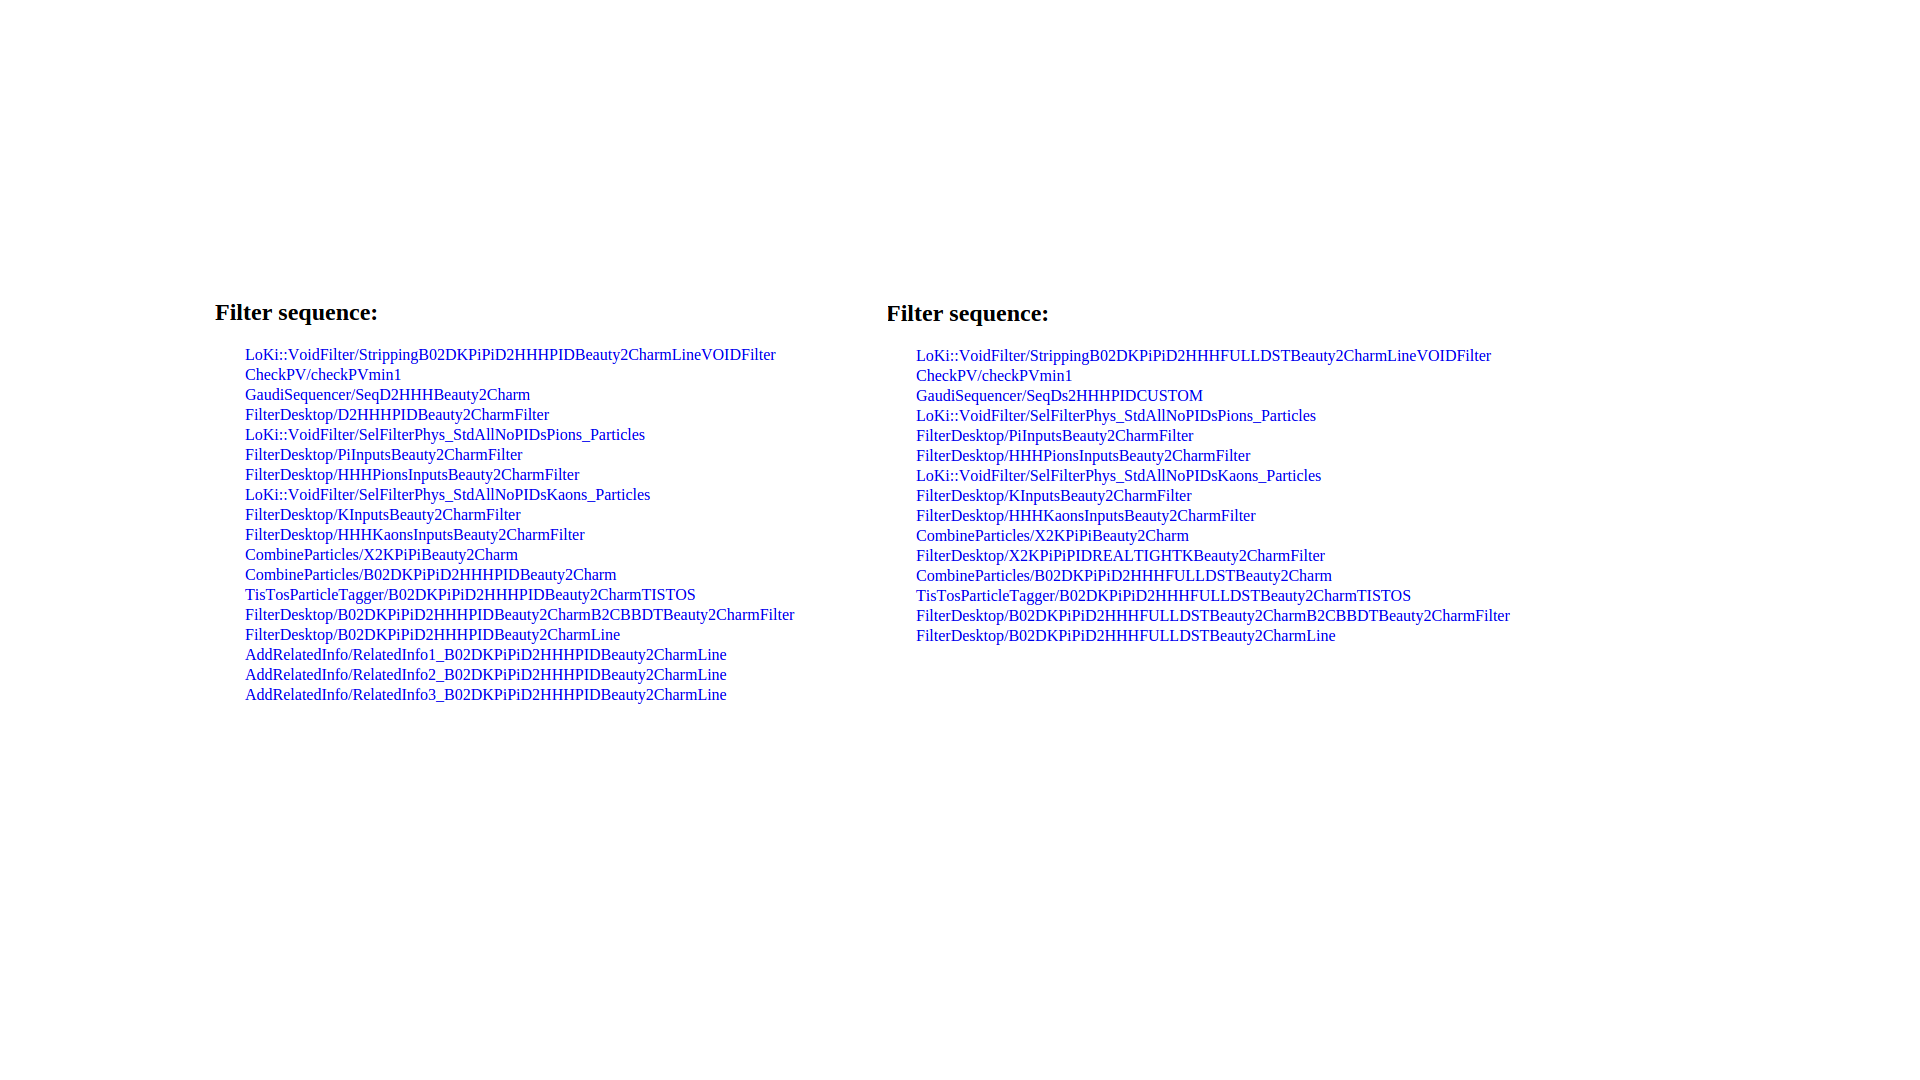 Filter sequence:
LoKi::VoidFilter/StrippingB02DKPiPiD2HHHPIDBeauty2CharmLineVOIDFilter
CheckPV/checkPVmin1
GaudiSequencer/SeqD2HHHBeauty2Charm
FilterDesktop/D2HHHPIDBeauty2CharmFilter
LoKi::VoidFilter/SelFilterPhys_StdAllNoPIDsPions_Particles
FilterDesktop/PiInputsBeauty2CharmFilter
FilterDesktop/HHHPionsInputsBeauty2CharmFilter
LoKi::VoidFilter/SelFilterPhys_StdAllNoPIDsKaons_Particles
FilterDesktop/KInputsBeauty2CharmFilter
FilterDesktop/HHHKaonsInputsBeauty2CharmFilter
CombineParticles/X2KPiPiBeauty2Charm
CombineParticles/B02DKPiPiD2HHHPIDBeauty2Charm
TisTosParticleTagger/B02DKPiPiD2HHHPIDBeauty2CharmTISTOS
FilterDesktop/B02DKPiPiD2HHHPIDBeauty2CharmB2CBBDTBeauty2CharmFilter
FilterDesktop/B02DKPiPiD2HHHPIDBeauty2CharmLine
AddRelatedInfo/RelatedInfo1_B02DKPiPiD2HHHPIDBeauty2CharmLine
AddRelatedInfo/RelatedInfo2_B02DKPiPiD2HHHPIDBeauty2CharmLine
AddRelatedInfo/RelatedInfo3_B02DKPiPiD2HHHPIDBeauty2CharmLine
Filter sequence:
LoKi::VoidFilter/StrippingB02DKPiPiD2HHHFULLDSTBeauty2CharmLineVOIDFilter
CheckPV/checkPVmin1
GaudiSequencer/SeqDs2HHHPIDCUSTOM
LoKi::VoidFilter/SelFilterPhys_StdAllNoPIDsPions_Particles
FilterDesktop/PiInputsBeauty2CharmFilter
FilterDesktop/HHHPionsInputsBeauty2CharmFilter
LoKi::VoidFilter/SelFilterPhys_StdAllNoPIDsKaons_Particles
FilterDesktop/KInputsBeauty2CharmFilter
FilterDesktop/HHHKaonsInputsBeauty2CharmFilter
CombineParticles/X2KPiPiBeauty2Charm
FilterDesktop/X2KPiPiPIDREALTIGHTKBeauty2CharmFilter
CombineParticles/B02DKPiPiD2HHHFULLDSTBeauty2Charm
TisTosParticleTagger/B02DKPiPiD2HHHFULLDSTBeauty2CharmTISTOS
FilterDesktop/B02DKPiPiD2HHHFULLDSTBeauty2CharmB2CBBDTBeauty2CharmFilter
FilterDesktop/B02DKPiPiD2HHHFULLDSTBeauty2CharmLine